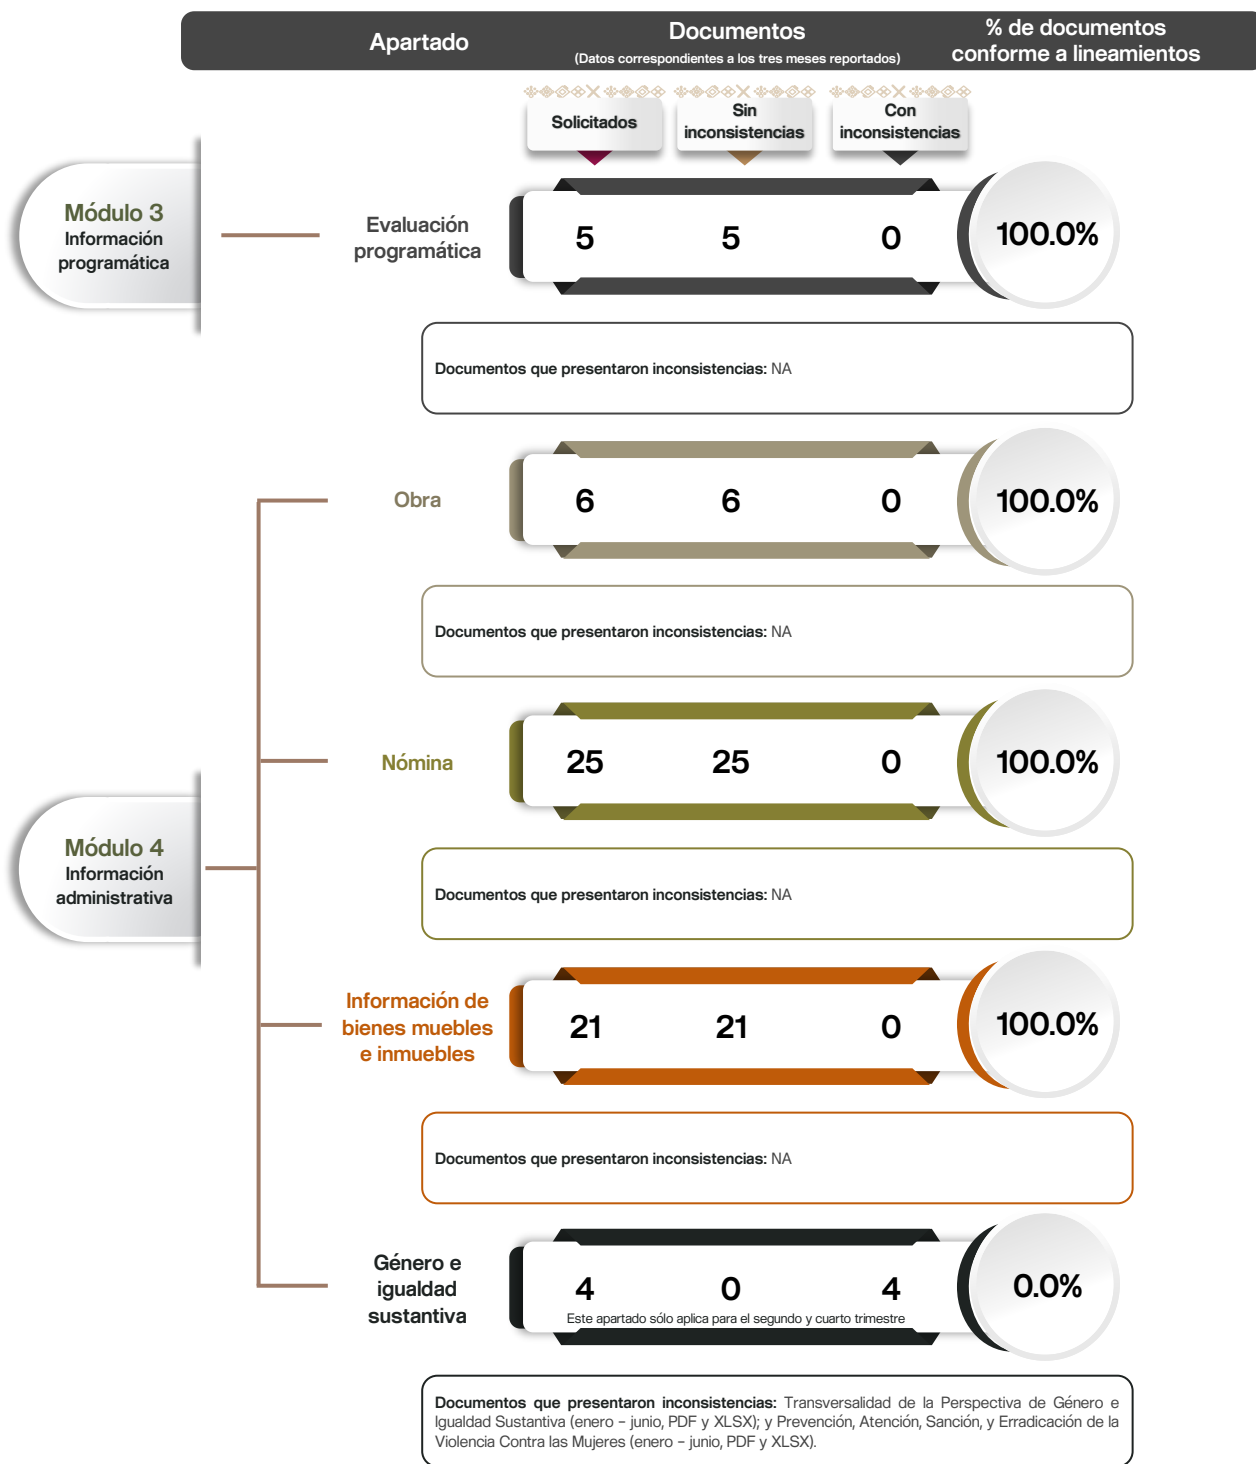 Apartado
Documentos
(Datos correspondientes a los tres meses reportados)
% de documentos
conforme a lineamientos
Solicitados
Sin
inconsistencias
Con
inconsistencias
Módulo 3
Información
programática
Evaluación
programática
5 5 0 100.0%
Documentos que presentaron inconsistencias: NA
Obra
6 6 0 100.0%
Documentos que presentaron inconsistencias: NA
Nómina
25 25 0 100.0%
Documentos que presentaron inconsistencias: NA
Módulo 4
Información
administrativa
Información de
bienes muebles
e inmuebles
21 21 0 100.0%
Documentos que presentaron inconsistencias: NA
Género e
igualdad
sustantiva
4 0 4 0.0%
Este apartado sólo aplica para el segundo y cuarto trimestre
Documentos que presentaron inconsistencias: Transversalidad de la Perspectiva de Género e
Igualdad Sustantiva (enero – junio, PDF y XLSX); y Prevención, Atención, Sanción, y Erradicación de la
Violencia Contra las Mujeres (enero – junio, PDF y XLSX).